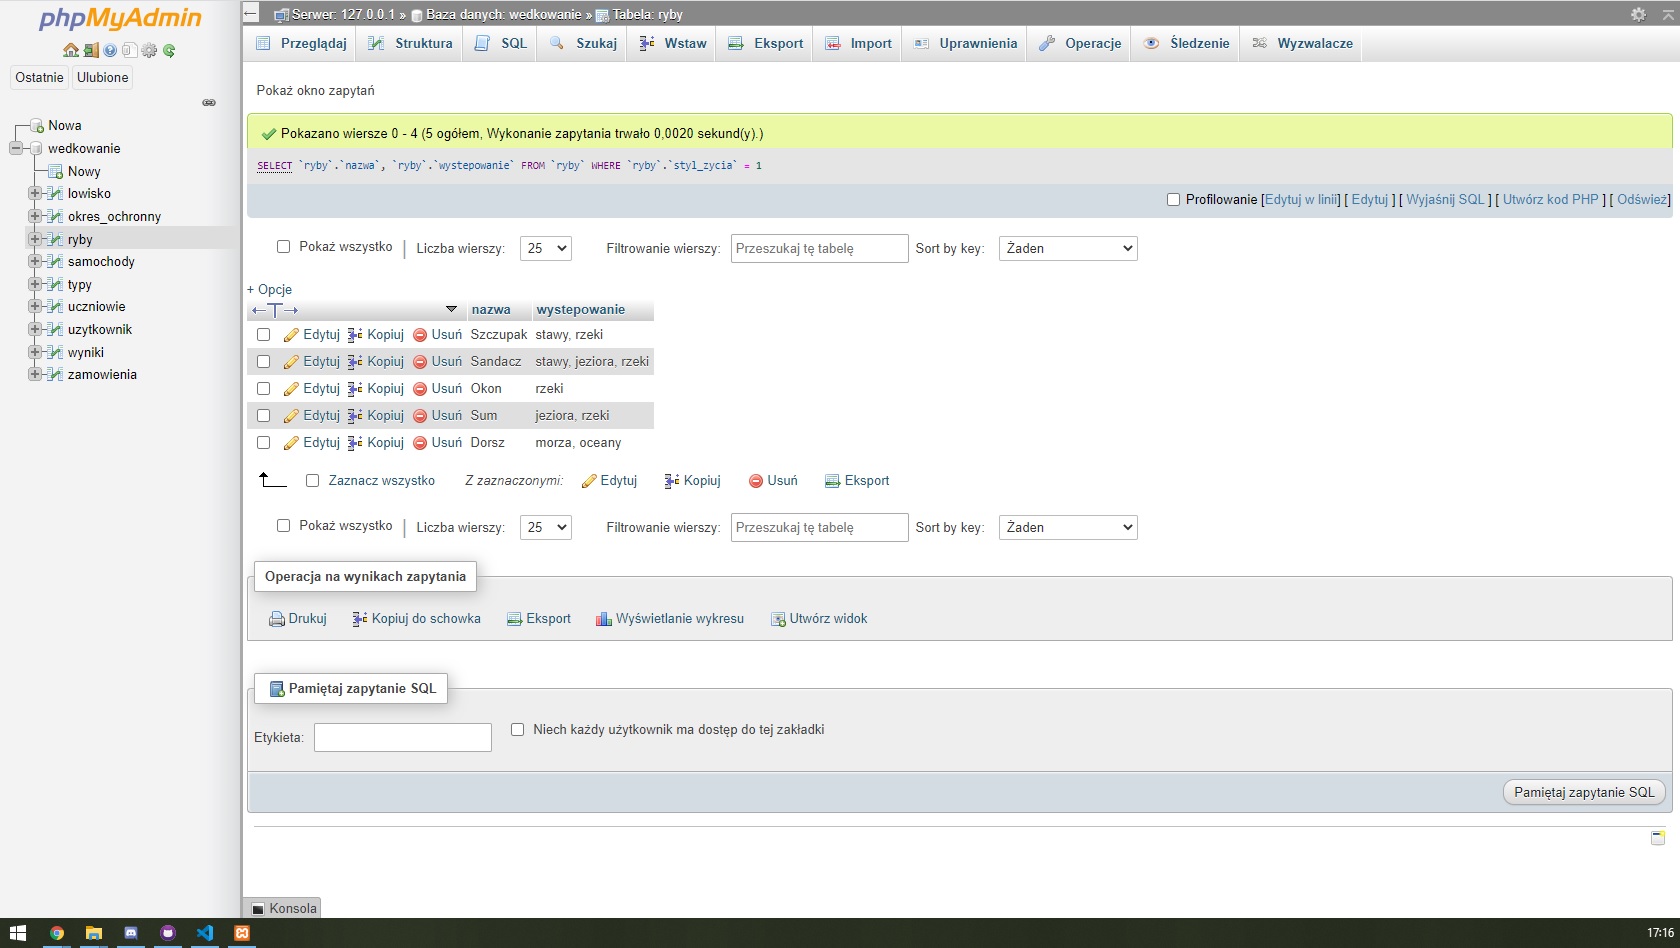 phpMyAdmin
Ostatnie Ulubione
Nowa
wedkowanie
Nowy
lowisko
okres_ochronny
ryby
samochody
typy
uczniowie
uzytkownik
wyniki
zamowienia
Serwer: 127.0.0.1 » Baza danych: wedkowanie » Tabela: ryby
Przeglądaj Struktura SQL Szukaj Wstaw Eksport Import Uprawnienia Operacje Śledzenie Wyzwalacze
Pokaż okno zapytań
Pokazano wiersze 0 - 4 (5 ogółem, Wykonanie zapytania trwało 0,0020 sekund(y).)
SELECT `ryby`.`nazwa`, `ryby`.`wystepowanie` FROM `ryby` WHERE `ryby`.`styl_zycia` = 1
Profilowanie [Edytuj w linii] [ Edytuj ] [ Wyjaśnij SQL ] [ Utwórz kod PHP ] [ Odśwież]
Pokaż wszystko | Liczba wierszy: 25 Filtrowanie wierszy: Przeszukaj tę tabelę Sort by key: Żaden
+ Opcje
←T→ nazwa wystepowanie
Edytuj Kopiuj Usuń Szczupak stawy, rzeki
Edytuj Kopiuj Usuń Sandacz stawy, jeziora, rzeki
Edytuj Kopiuj Usuń Okon rzeki
Edytuj Kopiuj Usuń Sum jeziora, rzeki
Edytuj Kopiuj Usuń Dorsz morza, oceany
Zaznacz wszystko Z zaznaczonymi: Edytuj Kopiuj Usuń Eksport
Pokaż wszystko | Liczba wierszy: 25 Filtrowanie wierszy: Przeszukaj tę tabelę Sort by key: Żaden
Operacja na wynikach zapytania
Drukuj Kopiuj do schowka Eksport Wyświetlanie wykresu Utwórz widok
Pamiętaj zapytanie SQL
Etykieta: Niech każdy użytkownik ma dostęp do tej zakładki
Pamiętaj zapytanie SQL
Konsola
17:16